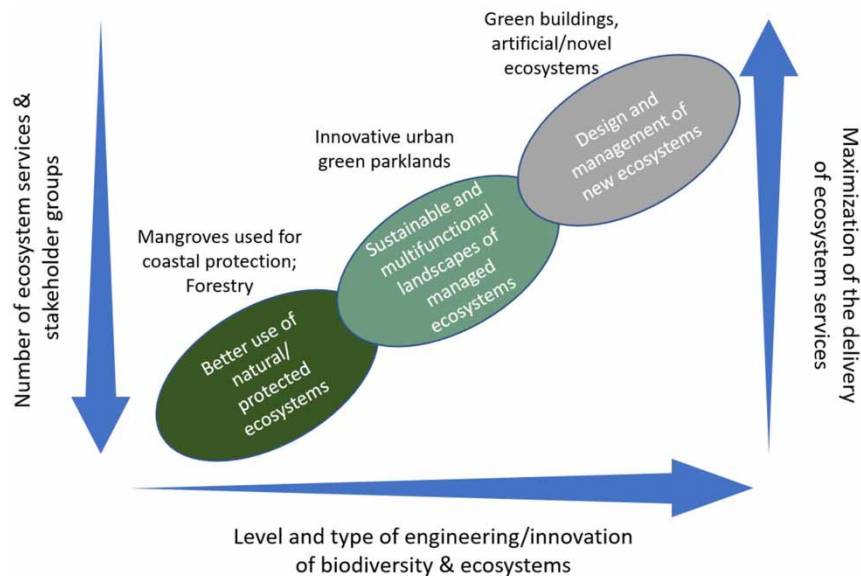 Green buildings,
artificial/novel
ecosystems
Design and
management of
new ecosystems
Innovative urban
green parklands
Sustainable and
multifunctional
landscapes of
managed
ecosystems
Mangroves used for
coastal protection;
Forestry
Better use of
natural/
protected
ecosystems
Number of ecosystem services &
stakeholder groups
Maximization of the delivery
of ecosystem services
Level and type of engineering/innovation
of biodiversity & ecosystems